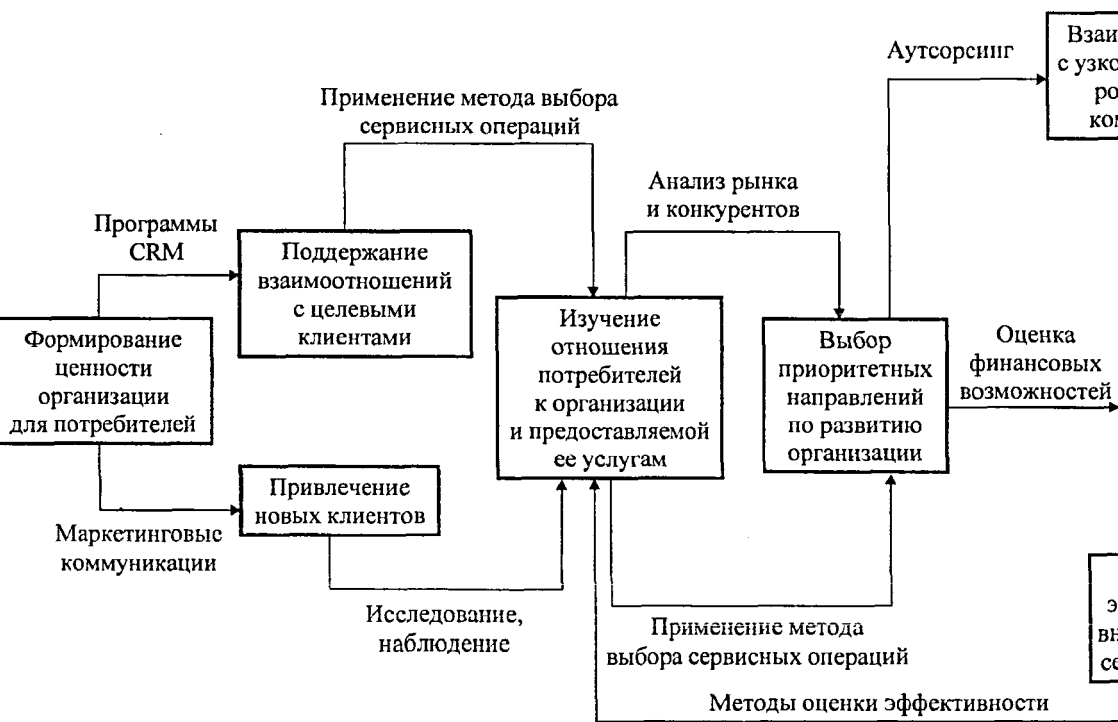 Аутсорсинг
Применение метода выбора
сервисных операций
Анализ рынка
и конкурентов
Программы
CRM
Поддержание
взаимоотношений
с целевыми
клиентами
Формирование
ценности
организации
для потребителей
Изучение
отношения
потребителей
к организации
и предоставляемой
ее услугам
Выбор
приоритетных
направлений
по развитию
организации
Оценка
финансовых
возможностей
Привлечение
новых клиентов
Маркетинговые
коммуникации
Исследование,
наблюдение
Применение метода
выбора сервисных операций
Методы оценки эффективности